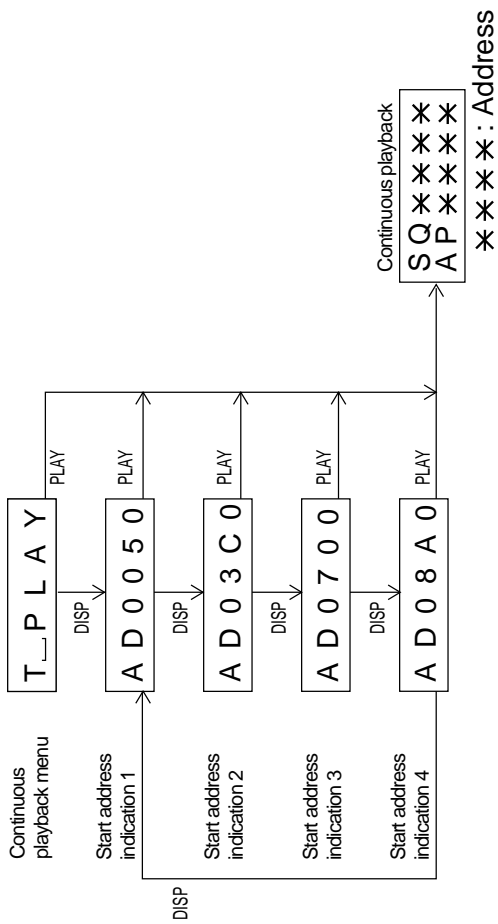 Continuous
playback menu
T␣PLAY
PLAY
DISP
Start address
indication 1
AD0050
PLAY
DISP
Start address
indication 2
AD03C0
PLAY
DISP
Start address
indication 3
AD0700
PLAY
DISP
Start address
indication 4
AD08A0
PLAY
DISP
Continuous playback
SQ****
AP****
****: Address